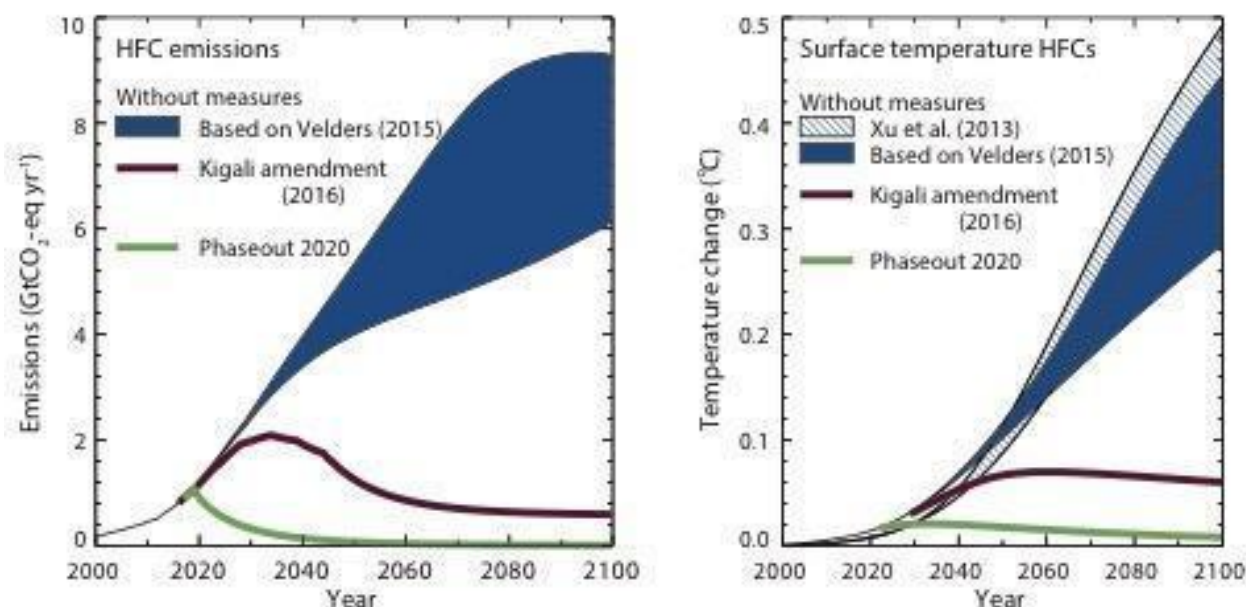 HFC emissions
Without measures
Based on Velders (2015)
Kigali amendment
(2016)
Phaseout 2020
10
8
6
4
2
0
Emissions (GtCO₂-eq yr⁻¹)
2000 2020 2040 2060 2080 2100
Year
Surface temperature HFCs
Without measures
Xu et al. (2013)
Based on Velders (2015)
Kigali amendment
(2016)
Phaseout 2020
0.5
0.4
0.3
0.2
0.1
0.0
Temperature change (°C)
2000 2020 2040 2060 2080 2100
Year